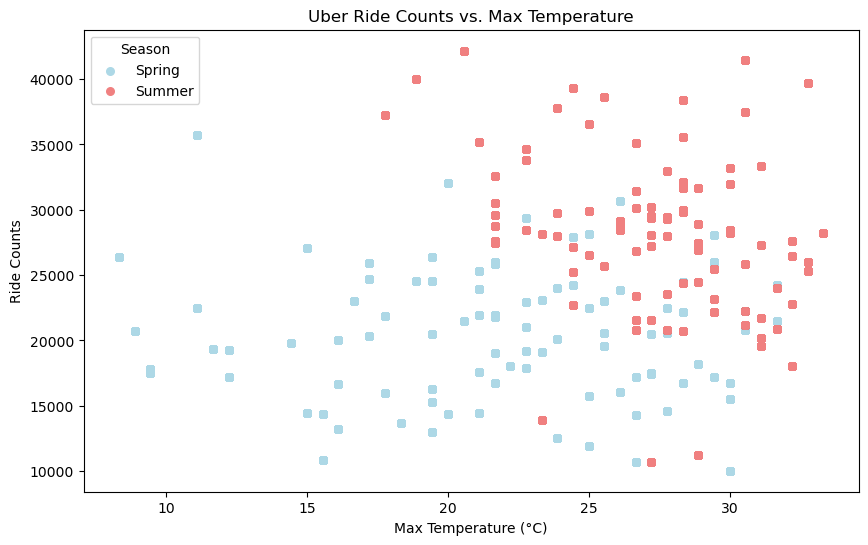 Uber Ride Counts vs. Max Temperature
Season
Spring
Summer
Ride Counts
40000
35000
30000
25000
20000
15000
10000
10
15
20
25
30
Max Temperature (°C)